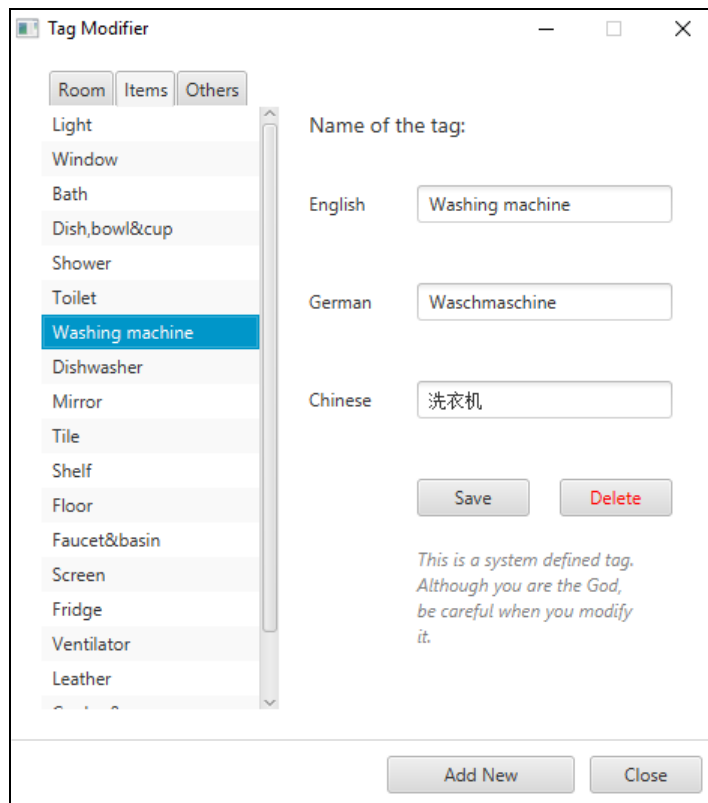 Tag Modifier
Room Items Others
Light
Window
Bath
Dish,bowl&cup
Shower
Toilet
Washing machine
Dishwasher
Mirror
Tile
Shelf
Floor
Faucet&basin
Screen
Fridge
Ventilator
Leather
Name of the tag:
English Washing machine
German Waschmaschine
Chinese 洗衣机
Save Delete
This is a system defined tag.
Although you are the God,
be careful when you modify
it.
Add New Close